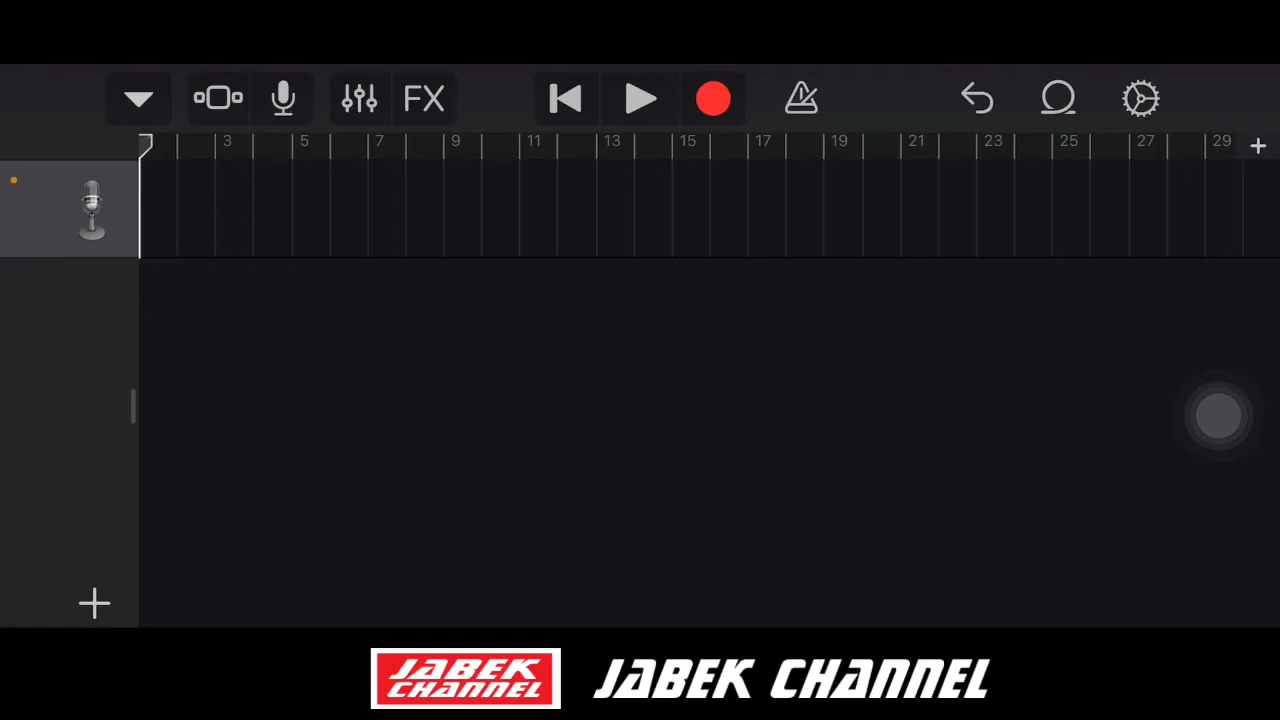 FX
3 5 7 9 11 13 15 17 19 21 23 25 27 29
JABEK
CHANNEL
JABEK CHANNEL